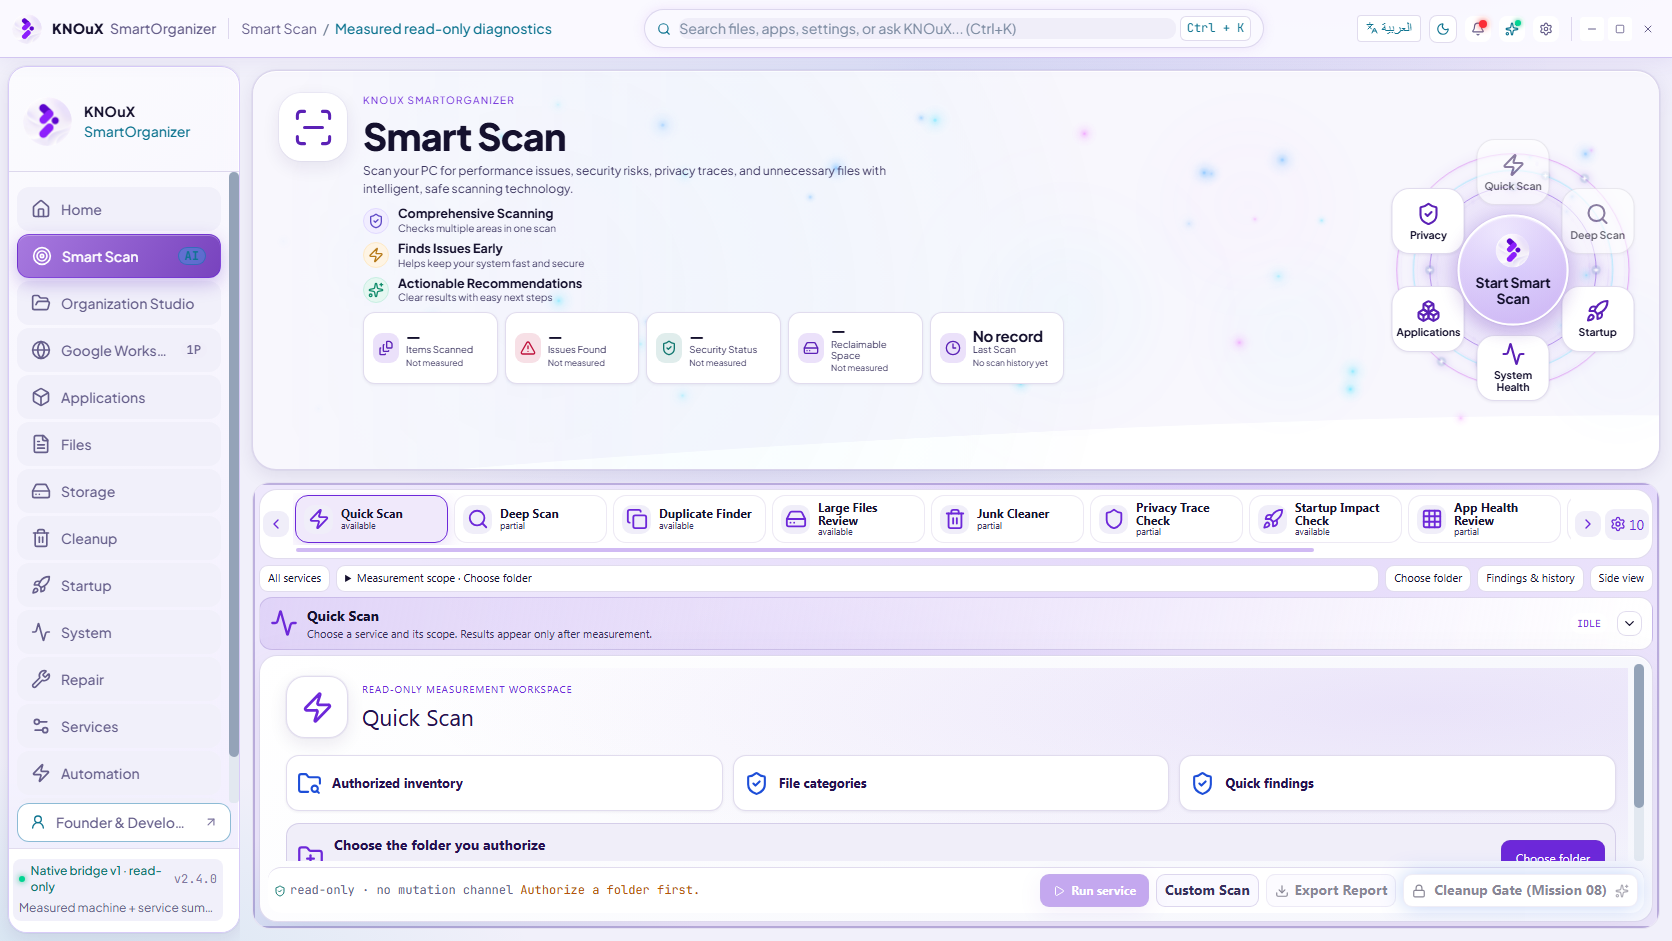 KNOuX SmartOrganizer
Smart Scan / Measured read-only diagnostics
Search files, apps, settings, or ask KNOuX... (Ctrl+K)
Ctrl + K
العربية
KNOuX
SmartOrganizer
Home
Smart Scan AI
Organization Studio
Google Works... 1P
Applications
Files
Storage
Cleanup
Startup
System
Repair
Services
Automation
Founder & Develo...
Native bridge v1 · read-
only
v2.4.0
Measured machine + service sum...
KNOUX SMARTORGANIZER
Smart Scan
Scan your PC for performance issues, security risks, privacy traces, and unnecessary files with
intelligent, safe scanning technology.
Comprehensive Scanning
Checks multiple areas in one scan
Finds Issues Early
Helps keep your system fast and secure
Actionable Recommendations
Clear results with easy next steps
—
Items Scanned
Not measured
—
Issues Found
Not measured
—
Security Status
Not measured
—
Reclaimable
Space
Not measured
No record
Last Scan
No scan history yet
Quick Scan
Privacy
Deep Scan
Start Smart
Scan
Applications
Startup
System
Health
Quick Scan
available
Deep Scan
partial
Duplicate Finder
available
Large Files
Review
available
Junk Cleaner
partial
Privacy Trace
Check
partial
Startup Impact
Check
available
App Health
Review
partial
10
All services
Measurement scope · Choose folder
Choose folder
Findings & history
Side view
Quick Scan
Choose a service and its scope. Results appear only after measurement.
IDLE
READ-ONLY MEASUREMENT WORKSPACE
Quick Scan
Authorized inventory
File categories
Quick findings
Choose the folder you authorize
Choose folder
read-only · no mutation channel Authorize a folder first.
Run service
Custom Scan
Export Report
Cleanup Gate (Mission 08)